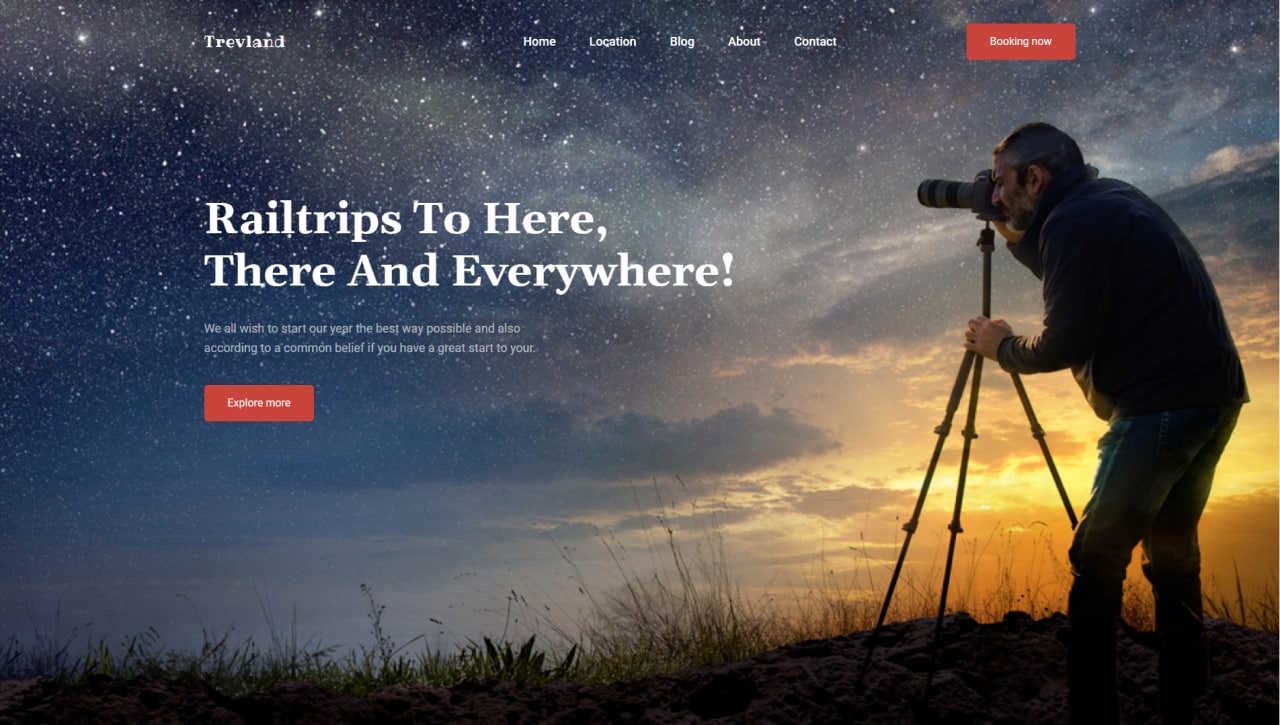 Trevland
Home
Location
Blog
About
Contact
Booking now
Railtrips To Here,
There And Everywhere!
We all wish to start our year the best way possible and also
according to a common belief if you have a great start to your.
Explore more